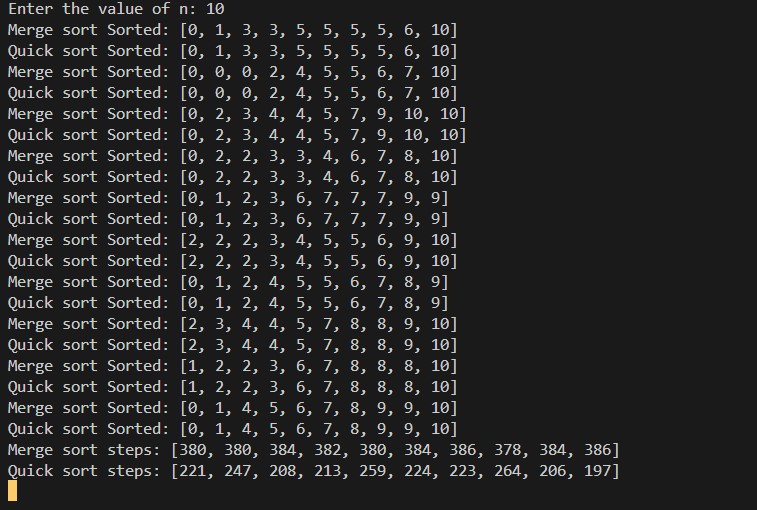 Enter the value of n: 10
Merge sort Sorted: [0, 1, 3, 3, 5, 5, 5, 5, 6, 10]
Quick sort Sorted: [0, 1, 3, 3, 5, 5, 5, 5, 6, 10]
Merge sort Sorted: [0, 0, 0, 2, 4, 5, 5, 6, 7, 10]
Quick sort Sorted: [0, 0, 0, 2, 4, 5, 5, 6, 7, 10]
Merge sort Sorted: [0, 2, 3, 4, 4, 5, 7, 9, 10, 10]
Quick sort Sorted: [0, 2, 3, 4, 4, 5, 7, 9, 10, 10]
Merge sort Sorted: [0, 2, 2, 3, 3, 4, 6, 7, 8, 10]
Quick sort Sorted: [0, 2, 2, 3, 3, 4, 6, 7, 8, 10]
Merge sort Sorted: [0, 1, 2, 3, 6, 7, 7, 7, 9, 9]
Quick sort Sorted: [0, 1, 2, 3, 6, 7, 7, 7, 9, 9]
Merge sort Sorted: [2, 2, 2, 3, 4, 5, 5, 6, 9, 10]
Quick sort Sorted: [2, 2, 2, 3, 4, 5, 5, 6, 9, 10]
Merge sort Sorted: [0, 1, 2, 4, 5, 5, 6, 7, 8, 9]
Quick sort Sorted: [0, 1, 2, 4, 5, 5, 6, 7, 8, 9]
Merge sort Sorted: [2, 3, 4, 4, 5, 7, 8, 8, 9, 10]
Quick sort Sorted: [2, 3, 4, 4, 5, 7, 8, 8, 9, 10]
Merge sort Sorted: [1, 2, 2, 3, 6, 7, 8, 8, 8, 10]
Quick sort Sorted: [1, 2, 2, 3, 6, 7, 8, 8, 8, 10]
Merge sort Sorted: [0, 1, 4, 5, 6, 7, 8, 9, 9, 10]
Quick sort Sorted: [0, 1, 4, 5, 6, 7, 8, 9, 9, 10]
Merge sort steps: [380, 380, 384, 382, 380, 384, 386, 378, 384, 386]
Quick sort steps: [221, 247, 208, 213, 259, 224, 223, 264, 206, 197]